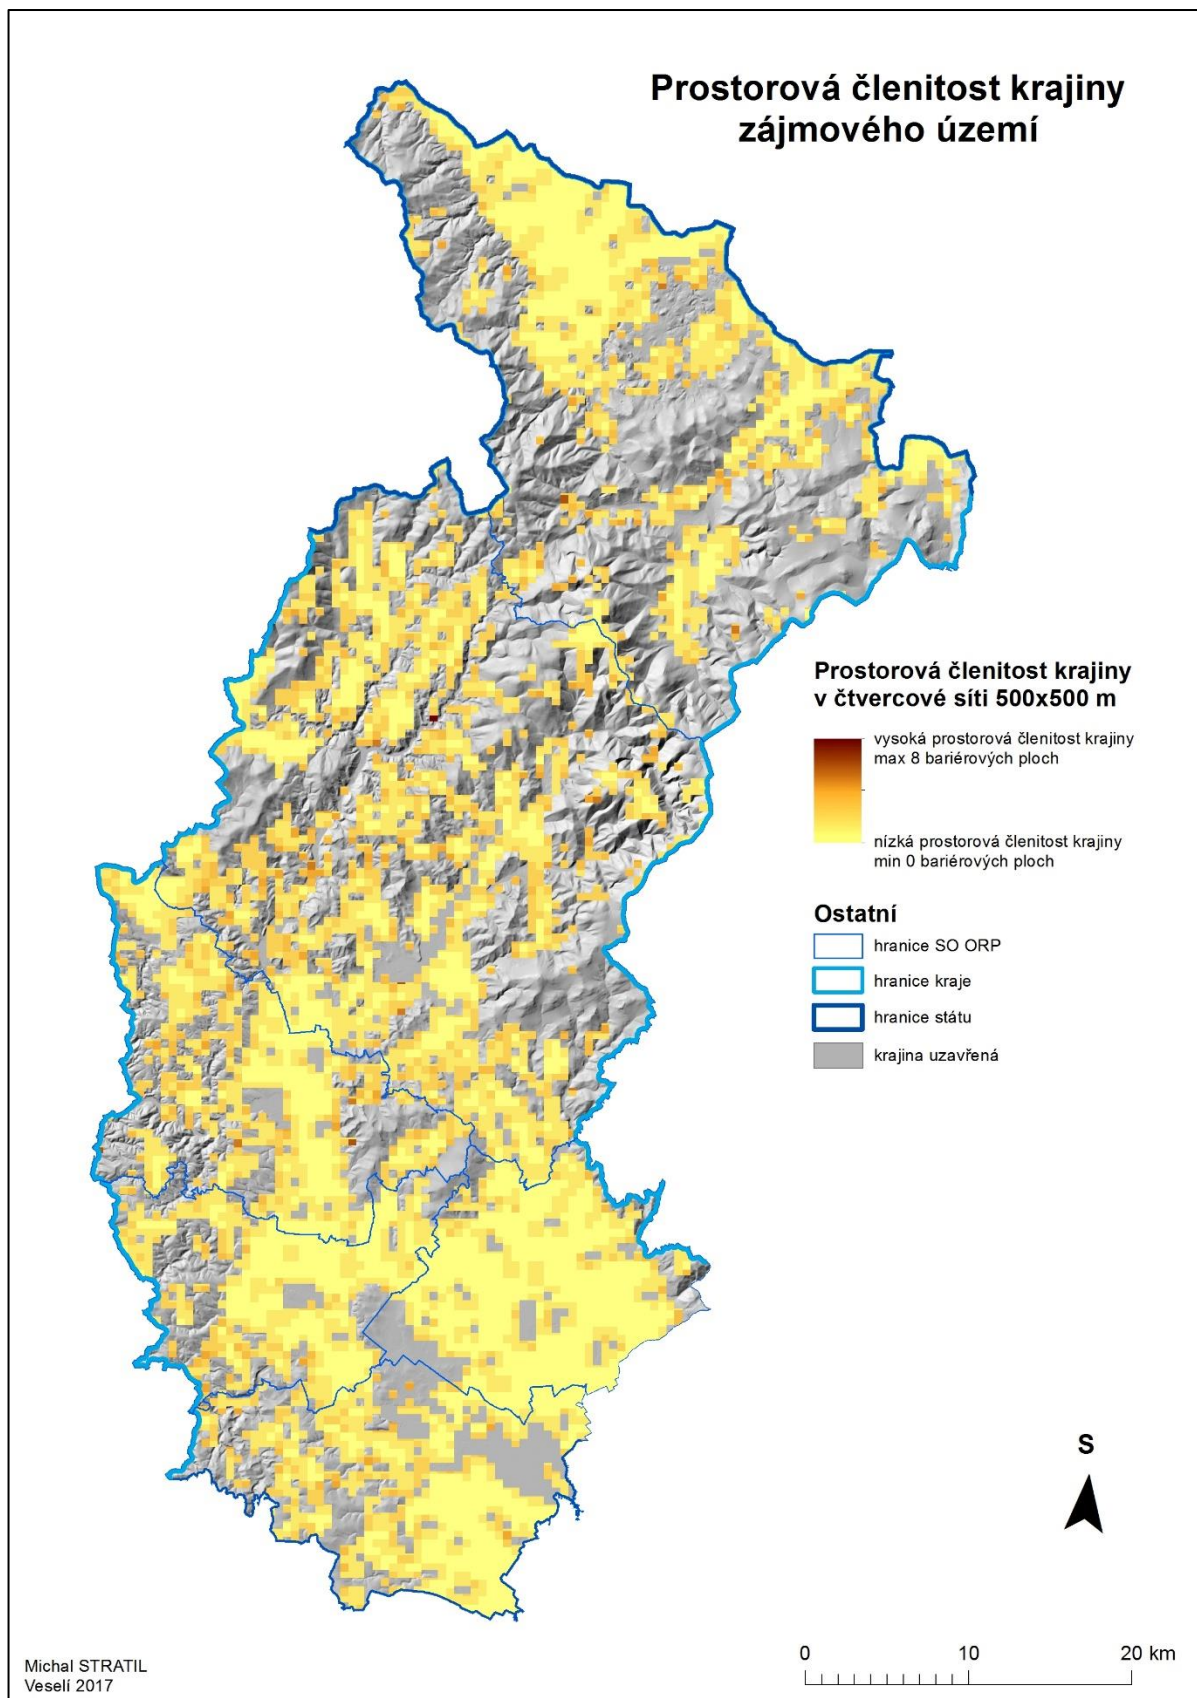 Prostorová členitost krajiny
zájmového území
Prostorová členitost krajiny
v čtvercové síti 500x500 m
vysoká prostorová členitost krajiny
max 8 bariérových ploch
nízká prostorová členitost krajiny
min 0 bariérových ploch
Ostatní
hranice SO ORP
hranice kraje
hranice státu
krajina uzavřená
S
0 10 20 km
Michal STRATIL
Veselí 2017